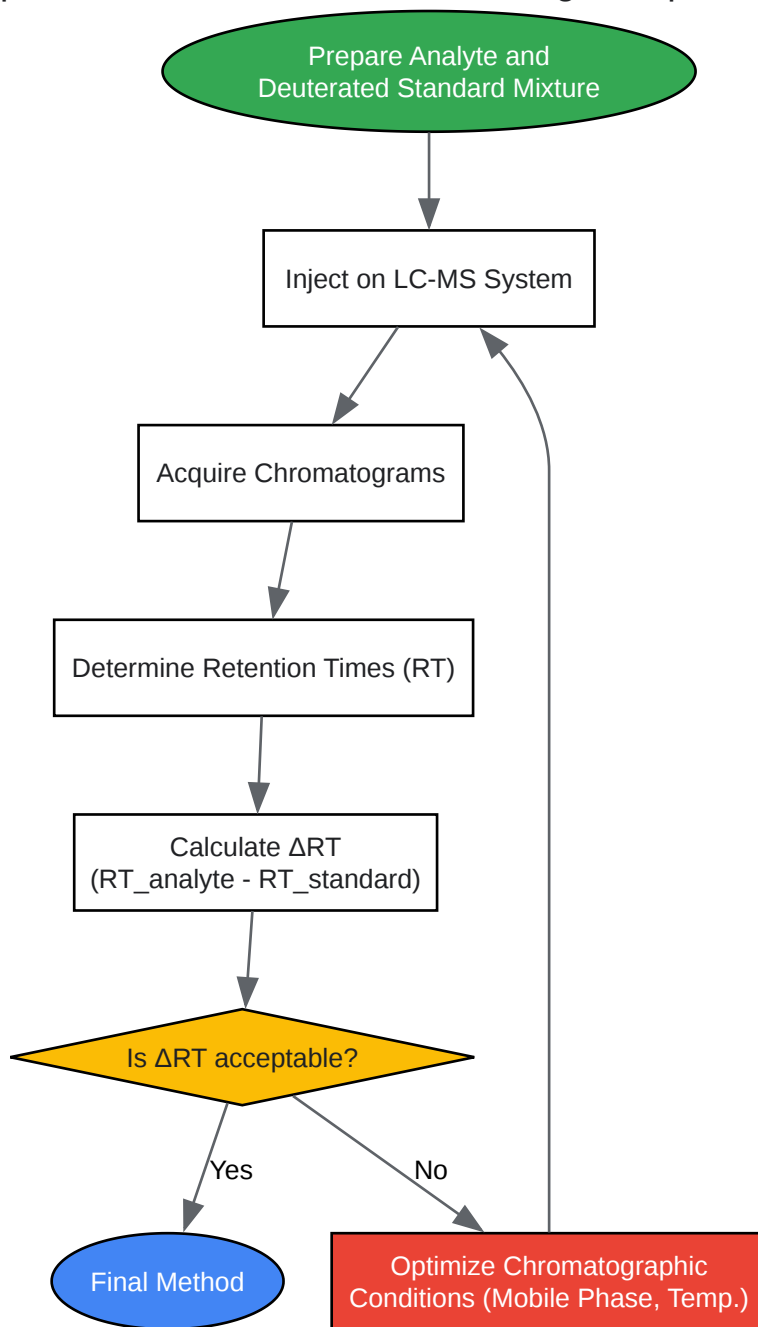 Prepare Analyte and
Deuterated Standard Mixture
Inject on LC-MS System
Acquire Chromatograms
Determine Retention Times (RT)
Calculate ΔRT
(RT_analyte - RT_standard)
Is ΔRT acceptable?
Yes
No
Final Method
Optimize Chromatographic
Conditions (Mobile Phase, Temp.)